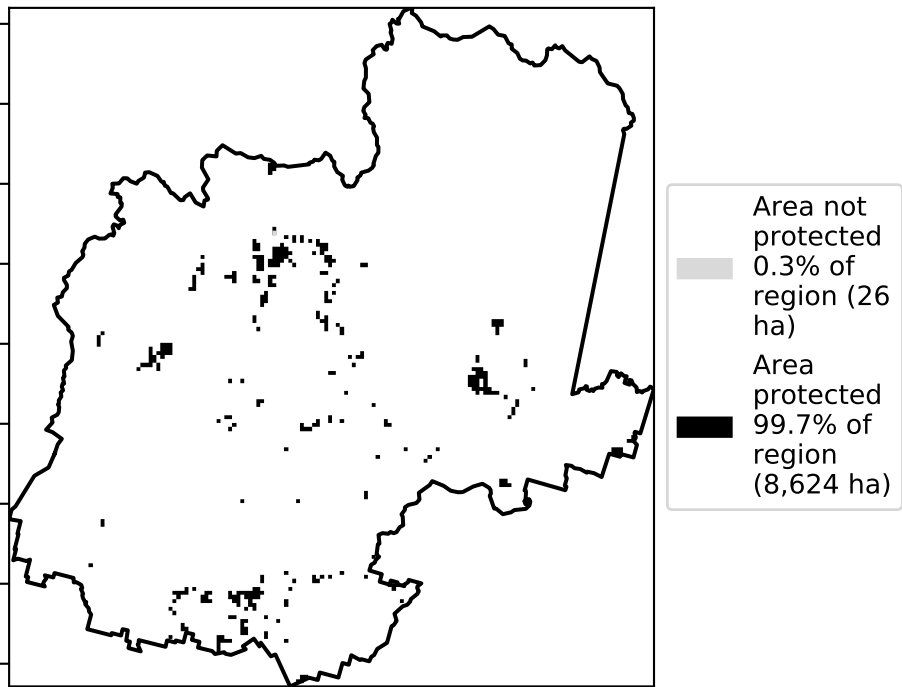 Area not
protected
0.3% of
region (26
ha)
Area
protected
99.7% of
region
(8,624 ha)